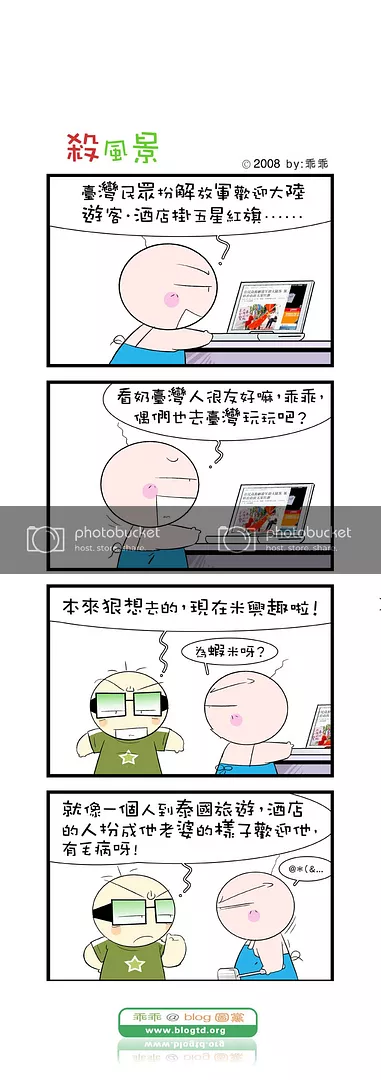 殺風景
© 2008 by:乖乖
臺灣民眾扮解放軍歡迎大陸
遊客,酒店掛五星紅旗……
看奶臺灣人很友好嘛,乖乖,
偶們也去臺灣玩玩吧?
photobucket
host. store. share.
photobucket
host. store. share.
本來狠想去的,現在米興趣啦!
為蝦米呀?
就像一個人到泰國旅遊,酒店
的人扮成他老婆的樣子歡迎他,
有毛病呀!
@*(&...
乖乖 @ blog 圖黨
www.blogtd.org